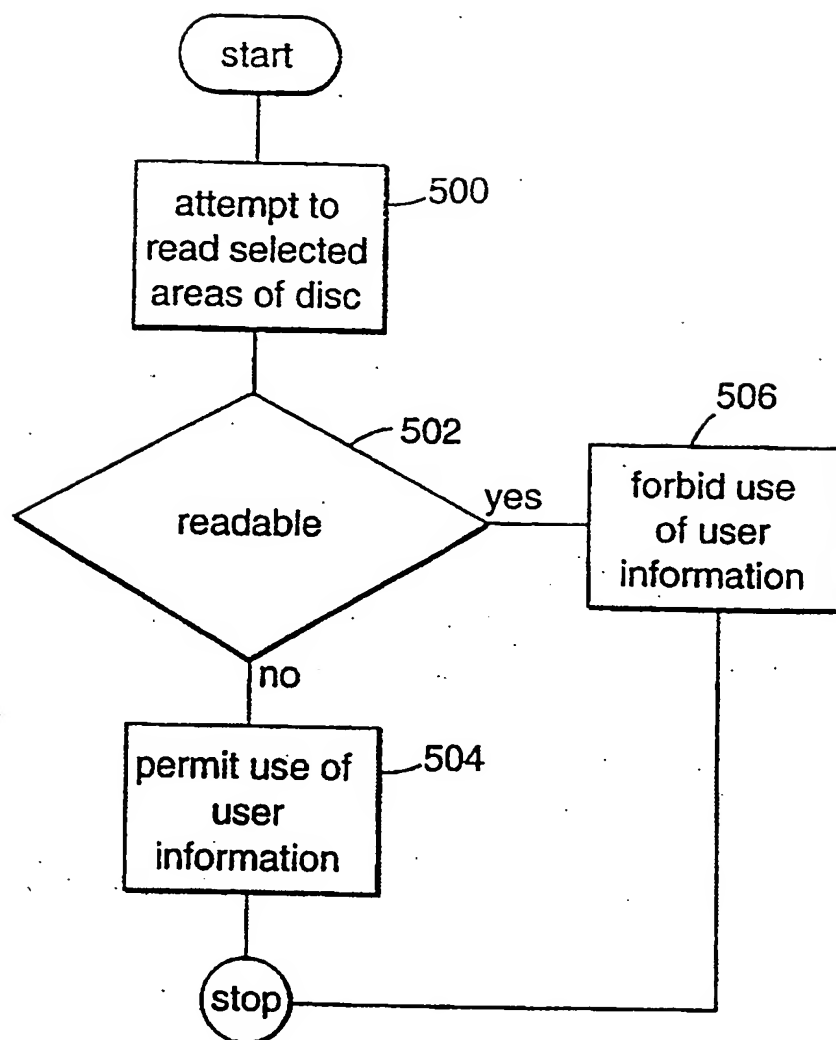 start
attempt to
read selected
areas of disc
500
502
readable
yes
506
forbid use
of user
information
no
permit use of
user
information
504
stop